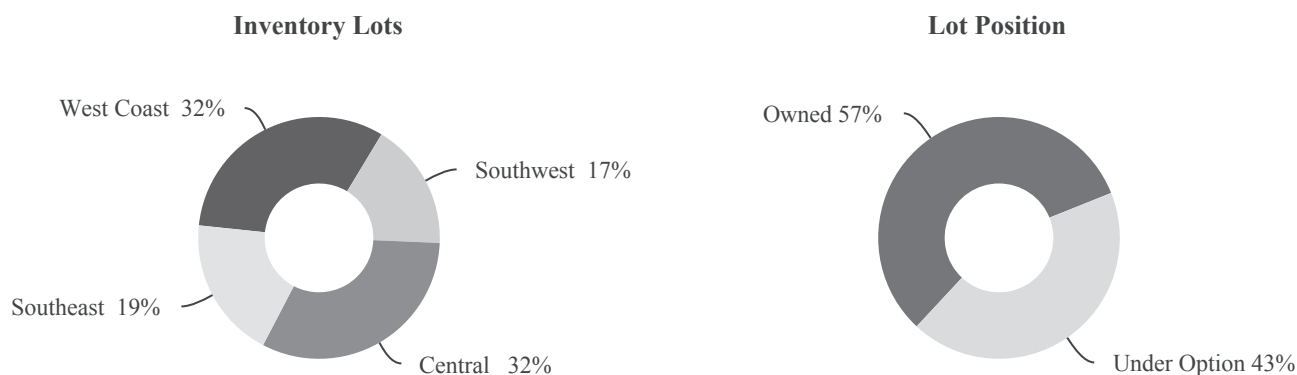 Inventory Lots
West Coast 32%
Southwest 17%
Southeast 19%
Central 32%
Lot Position
Owned 57%
Under Option 43%